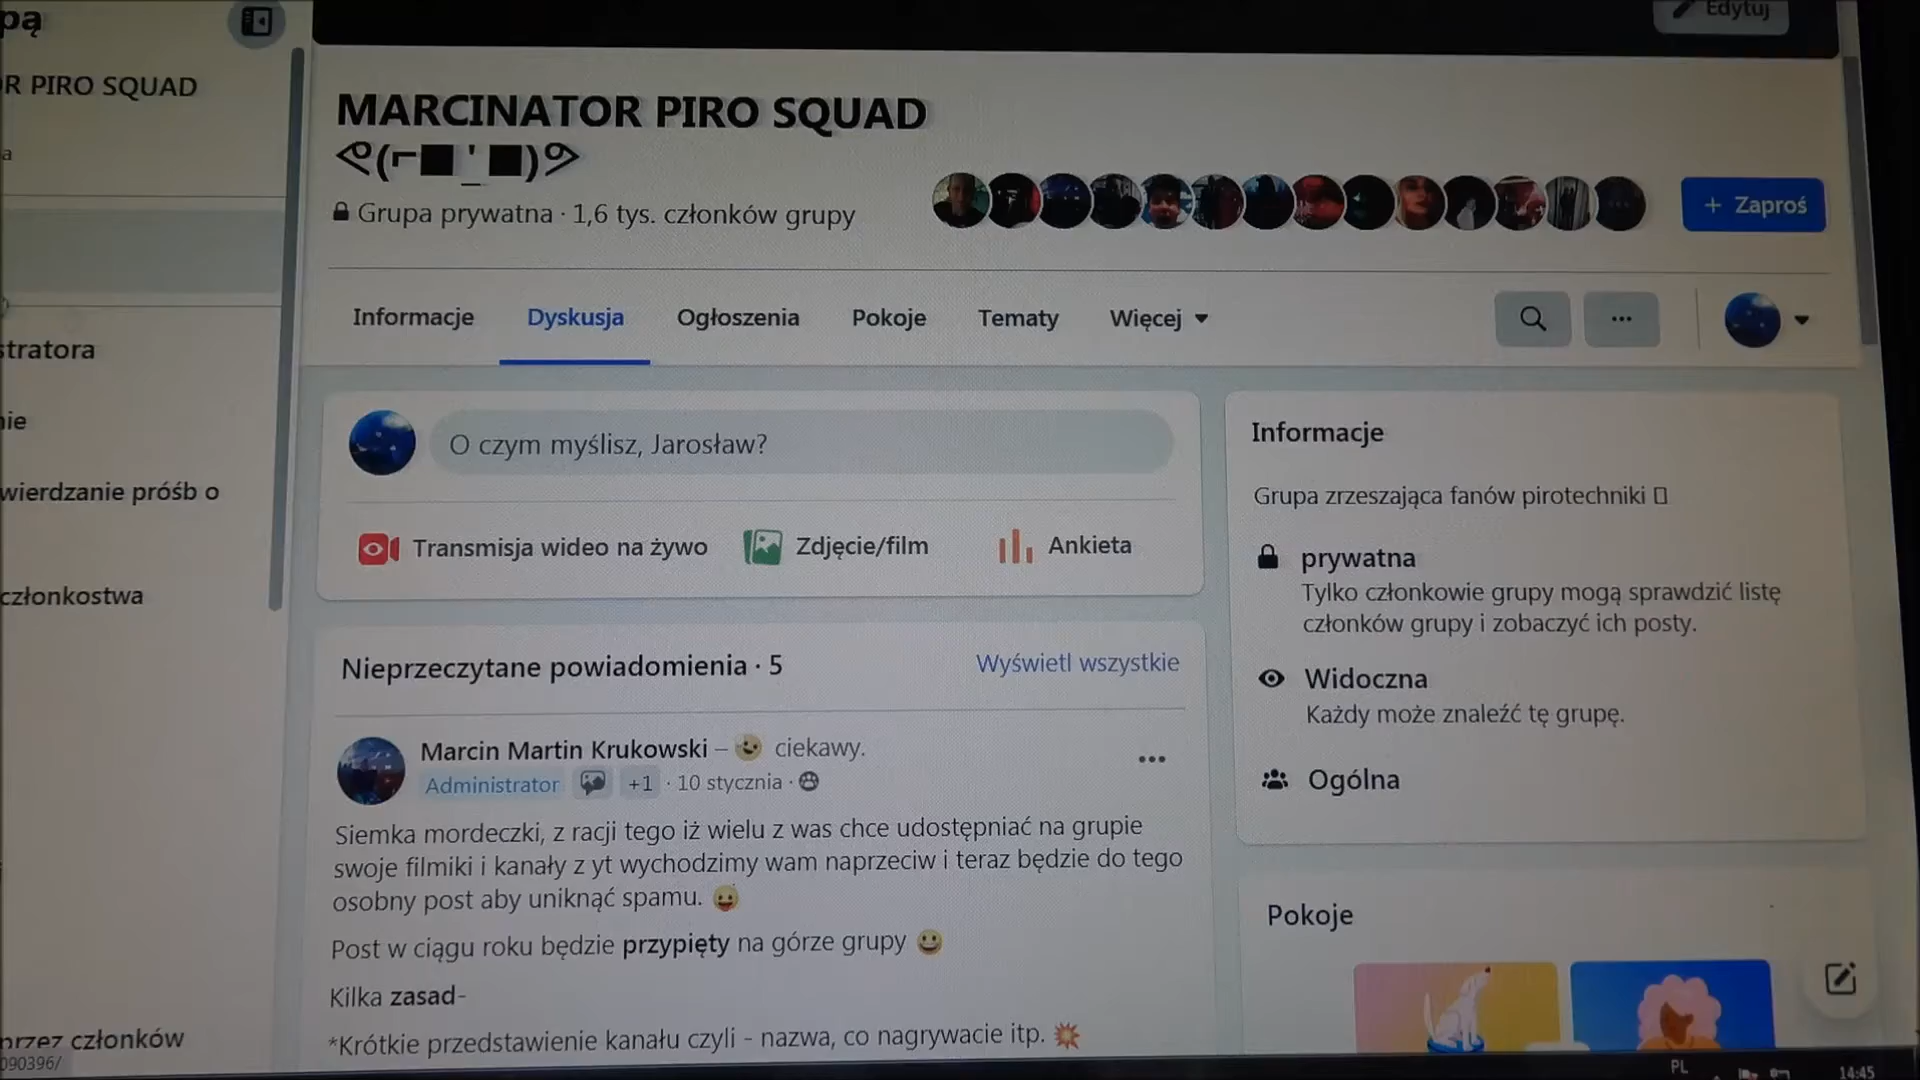 pą
Edytuj
R PIRO SQUAD
MARCINATOR PIRO SQUAD
ᕙ(⌐■_■)ᕗ
a
Grupa prywatna · 1,6 tys. członków grupy
+ Zaproś
Informacje
Dyskusja
Ogłoszenia
Pokoje
Tematy
Więcej
stratora
nie
wierdzanie próśb o
członkostwa
przez członków
090396/
O czym myślisz, Jarosław?
Transmisja wideo na żywo
Zdjęcie/film
Ankieta
Nieprzeczytane powiadomienia · 5
Wyświetl wszystkie
Marcin Martin Krukowski – 🤪 ciekawy.
Administrator +1 · 10 stycznia ·
Siemka mordeczki, z racji tego iż wielu z was chce udostępniać na grupie
swoje filmiki i kanały z yt wychodzimy wam naprzeciw i teraz będzie do tego
osobny post aby uniknąć spamu. 😛
Post w ciągu roku będzie przypięty na górze grupy 😀
Kilka zasad-
*Krótkie przedstawienie kanału czyli - nazwa, co nagrywacie itp. 💥
Informacje
Grupa zrzeszająca fanów pirotechniki
prywatna
Tylko członkowie grupy mogą sprawdzić listę
członków grupy i zobaczyć ich posty.
Widoczna
Każdy może znaleźć tę grupę.
Ogólna
Pokoje
PL
14:45